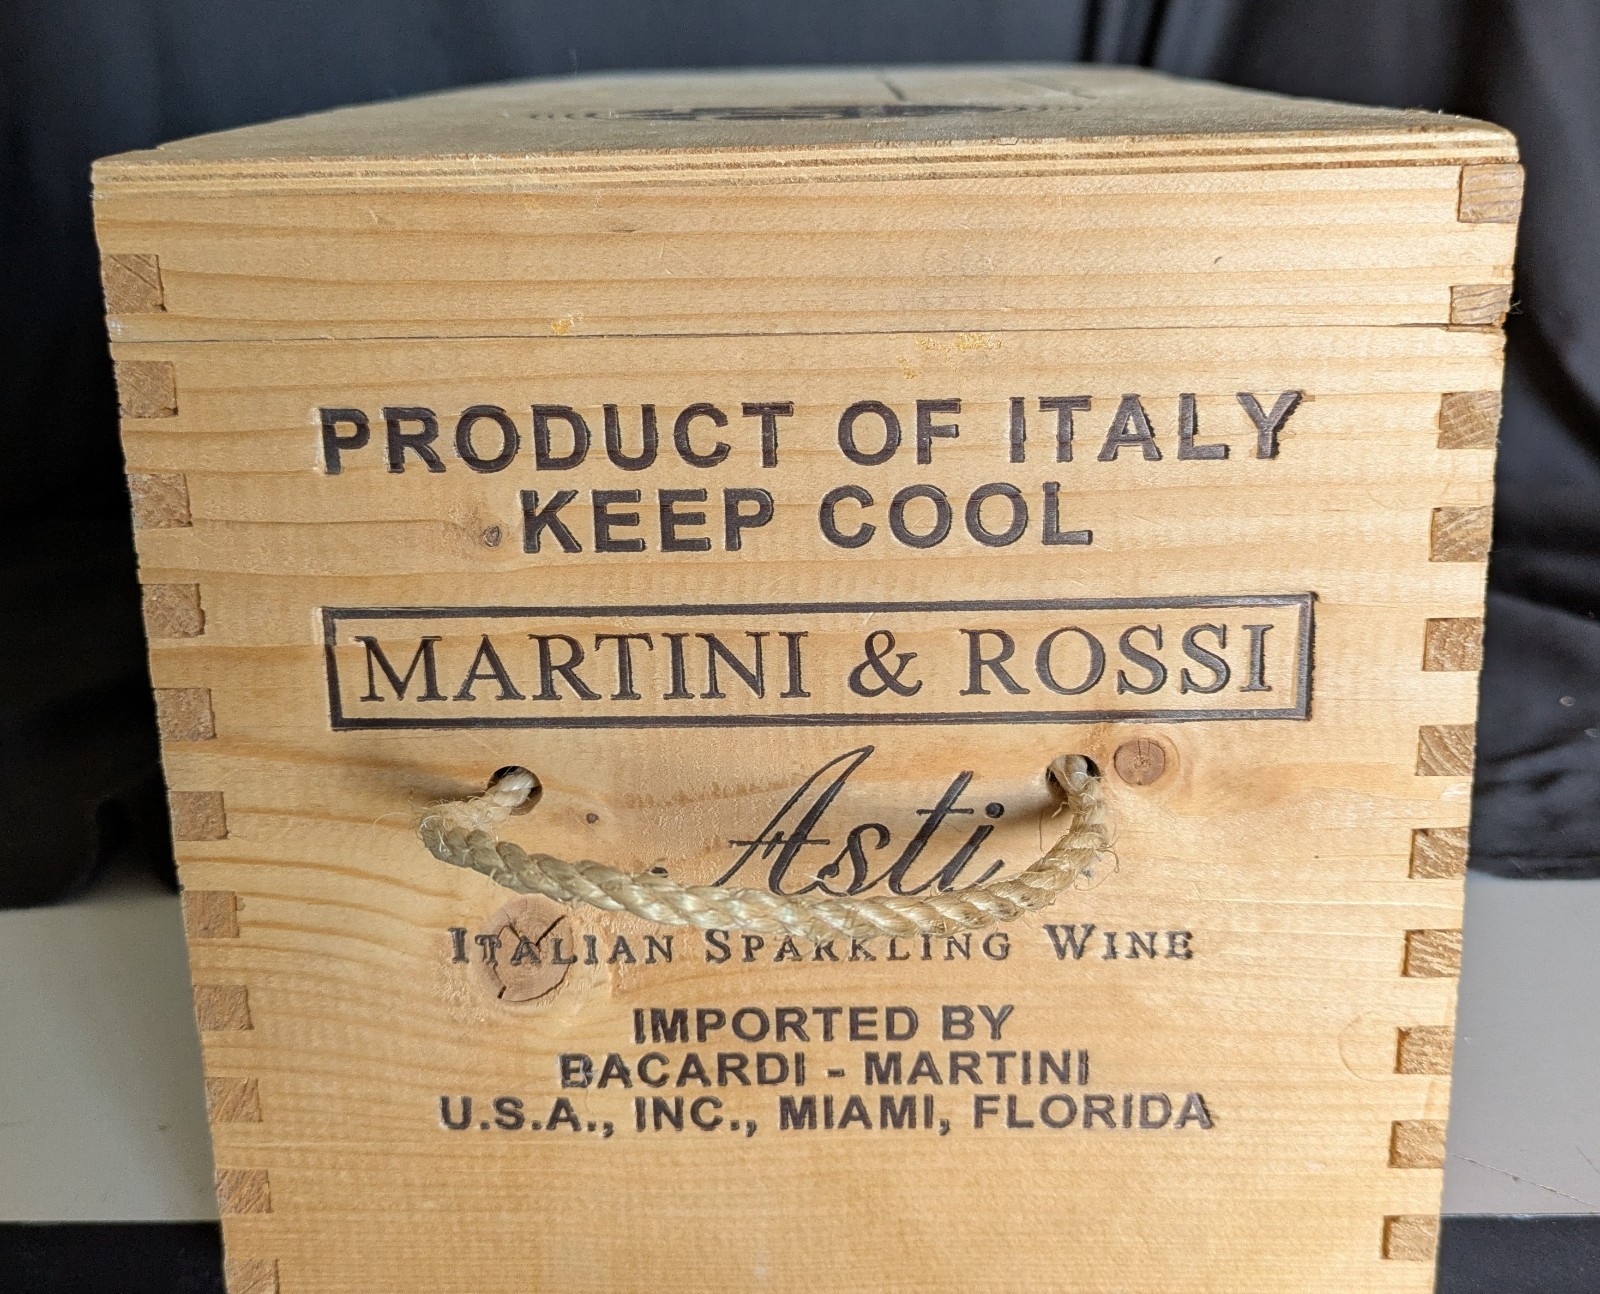 PRODUCT OF ITALY
KEEP COOL
MARTINI & ROSSI
Asti
ITALIAN SPARKLING WINE
IMPORTED BY
BACARDI - MARTINI
U.S.A., INC., MIAMI, FLORIDA